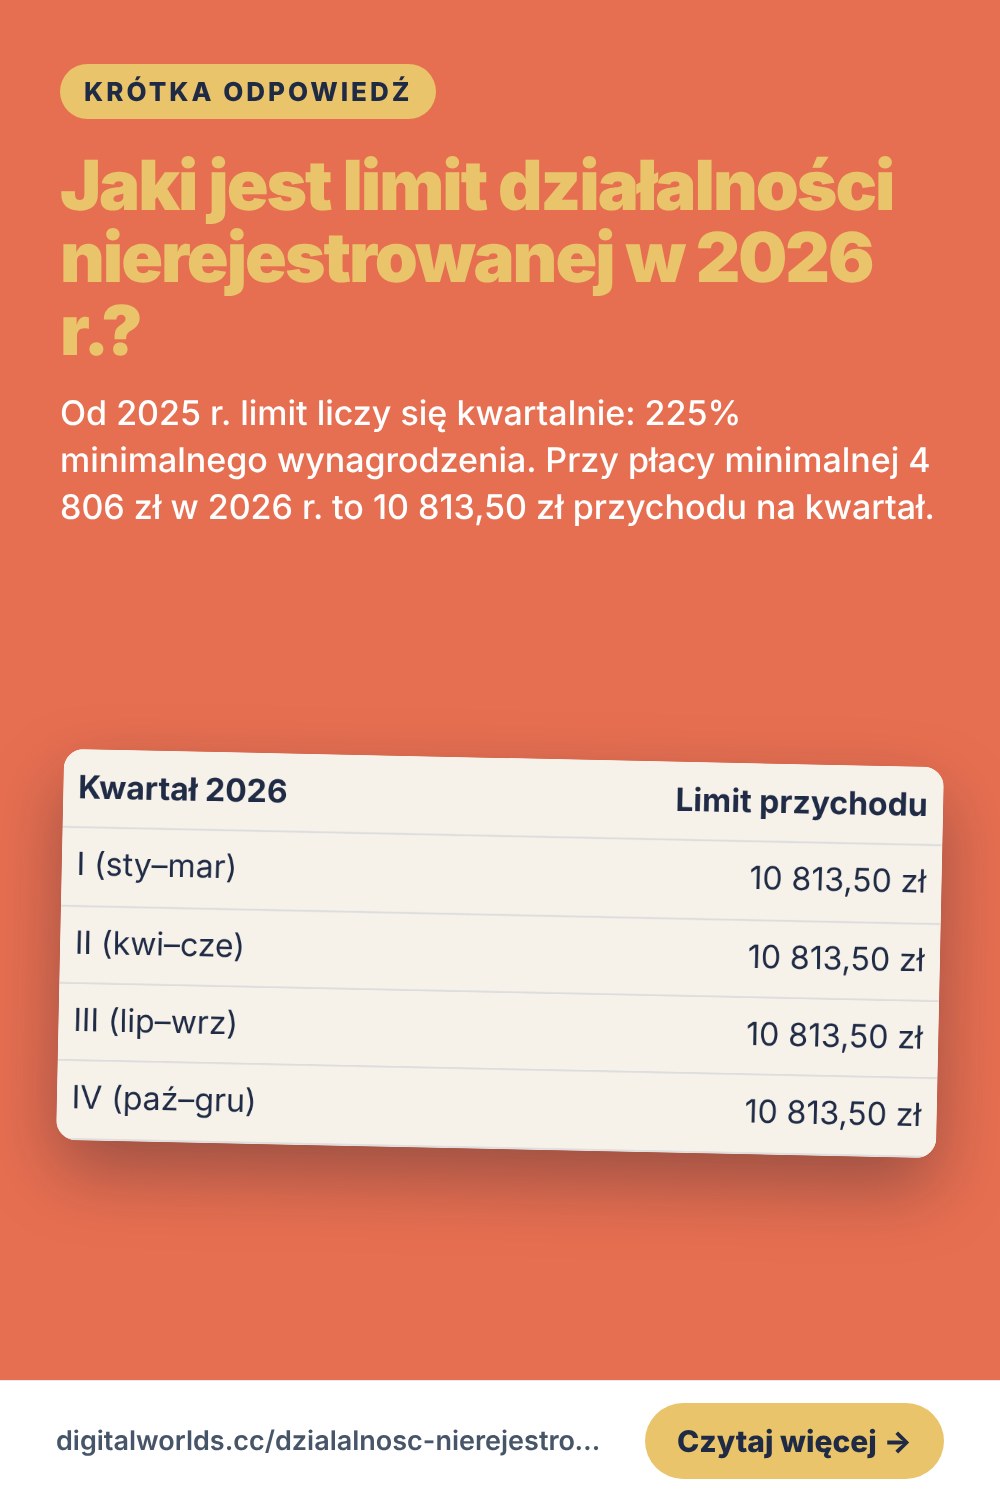 KRÓTKA ODPOWIEDŹ
Jaki jest limit działalności
nierejestrowanej w 2026
r.?
Od 2025 r. limit liczy się kwartalnie: 225%
minimalnego wynagrodzenia. Przy płacy minimalnej 4
806 zł w 2026 r. to 10 813,50 zł przychodu na kwartał.
Kwartał 2026 Limit przychodu
I (sty–mar) 10 813,50 zł
II (kwi–cze) 10 813,50 zł
III (lip–wrz) 10 813,50 zł
IV (paź–gru) 10 813,50 zł
digitalworlds.cc/dzialalnosc-nierejestro... Czytaj więcej →